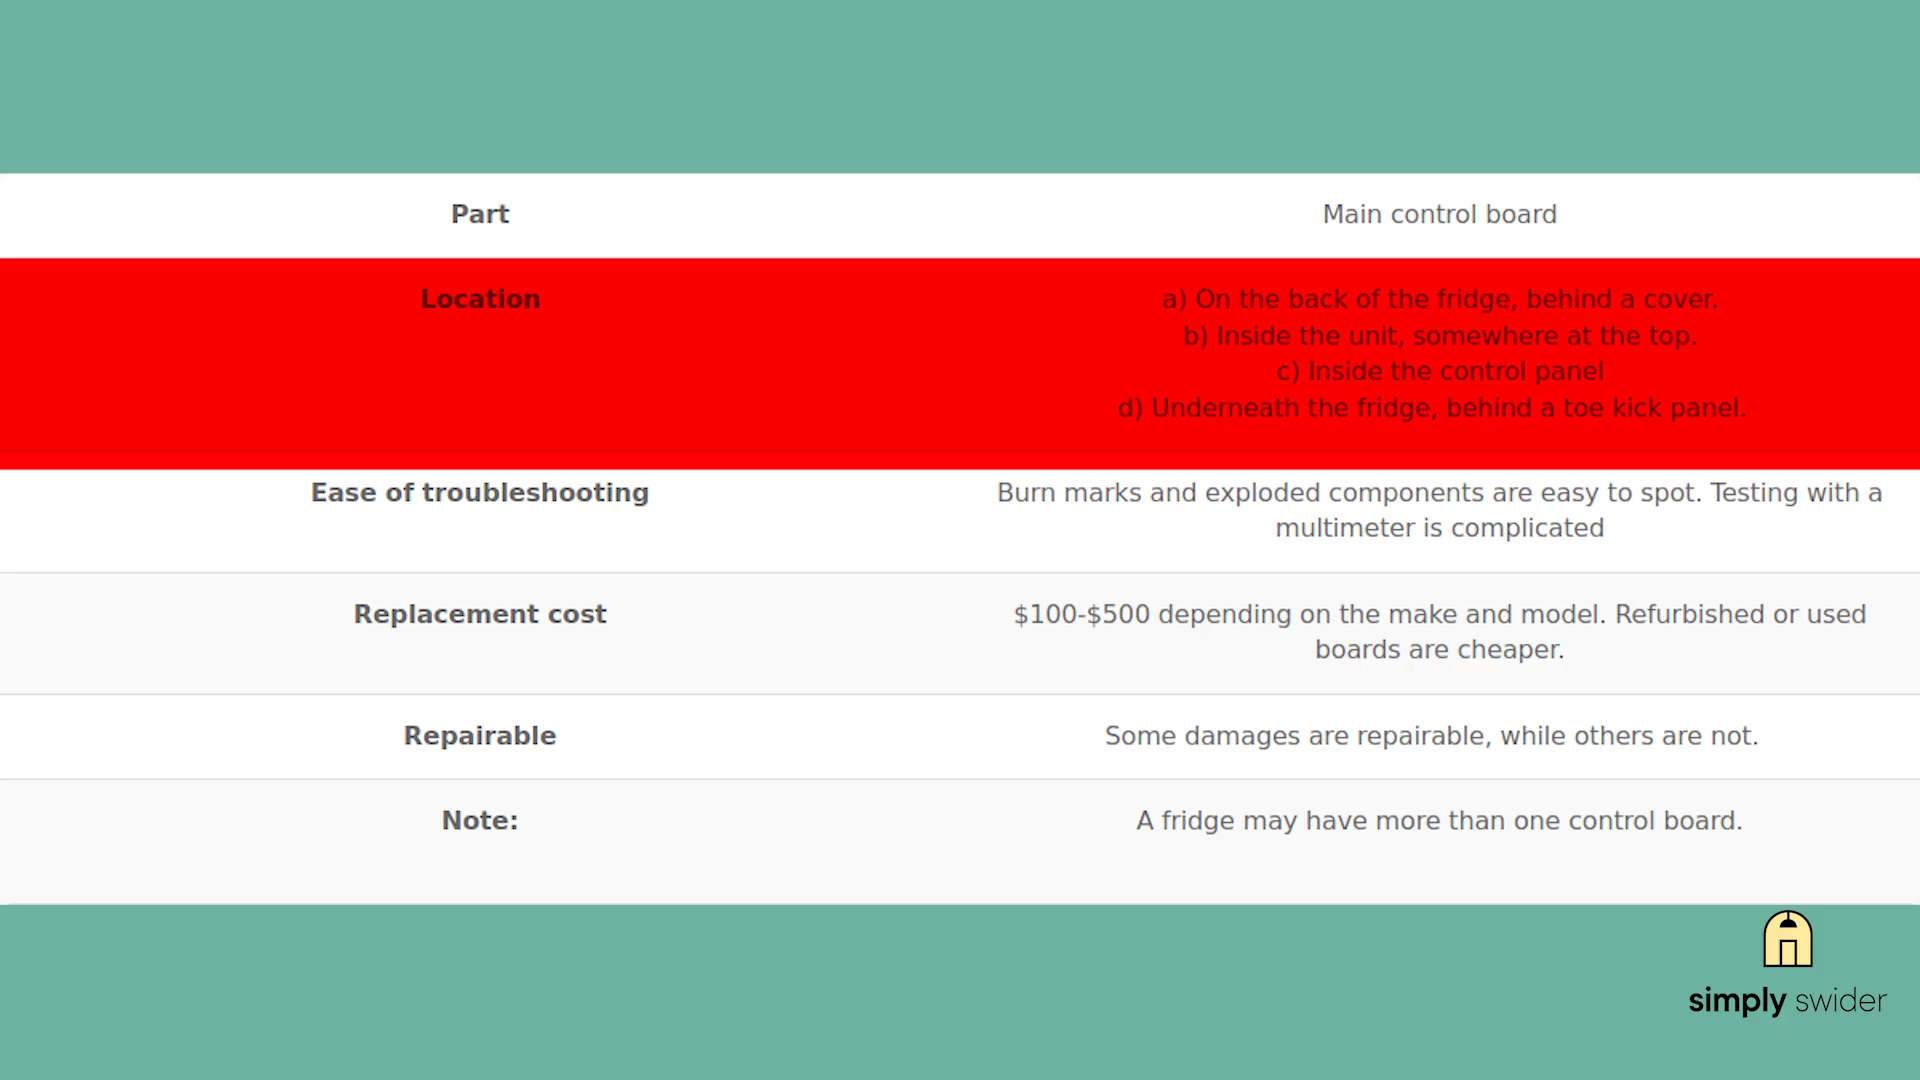 Part
Main control board
Location
a) On the back of the fridge, behind a cover.
b) Inside the unit, somewhere at the top.
c) Inside the control panel
d) Underneath the fridge, behind a toe kick panel.
Ease of troubleshooting
Burn marks and exploded components are easy to spot. Testing with a
multimeter is complicated
Replacement cost
$100-$500 depending on the make and model. Refurbished or used
boards are cheaper.
Repairable
Some damages are repairable, while others are not.
Note:
A fridge may have more than one control board.
simply swider